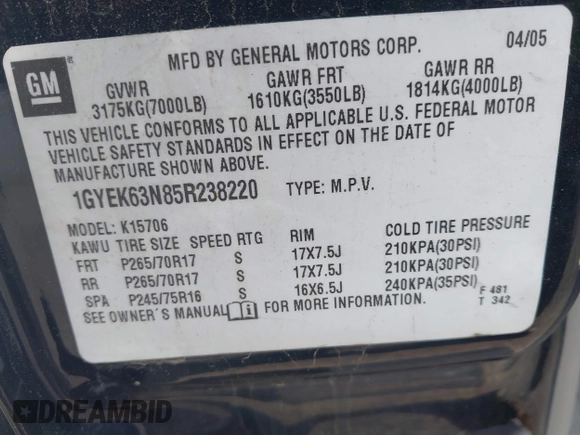 GM
MFD BY GENERAL MOTORS CORP. 04/05
GVWR GAWR FRT GAWR RR
3175KG(7000LB) 1610KG(3550LB) 1814KG(4000LB)
THIS VEHICLE CONFORMS TO ALL APPLICABLE U.S. FEDERAL MOTOR
VEHICLE SAFETY STANDARDS IN EFFECT ON THE DATE OF
MANUFACTURE SHOWN ABOVE.
1GYEK63N85R238220 TYPE: M.P.V.
MODEL: K15706
KAWU TIRE SIZE SPEED RTG RIM COLD TIRE PRESSURE
FRT P265/70R17 S 17X7.5J 210KPA(30PSI)
RR P265/70R17 S 17X7.5J 210KPA(30PSI)
SPA P245/75R16 S 16X6.5J 240KPA(35PSI)
F 481
T 342
SEE OWNER'S MANUAL FOR MORE INFORMATION.
DREAMBID